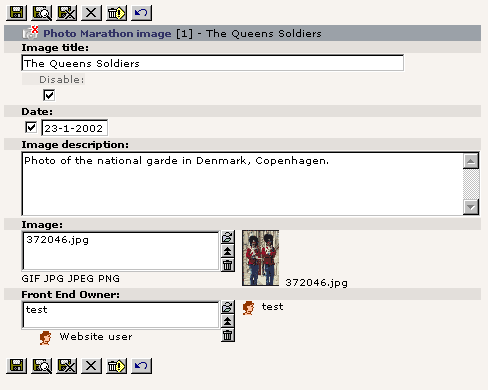 Photo Marathon image [1] - The Queens Soldiers
Image title:
The Queens Soldiers
Disable:
Date:
23-1-2002
Image description:
Photo of the national garde in Denmark, Copenhagen.
Image:
372046.jpg
372046.jpg
GIF JPG JPEG PNG
Front End Owner:
test
test
Website user